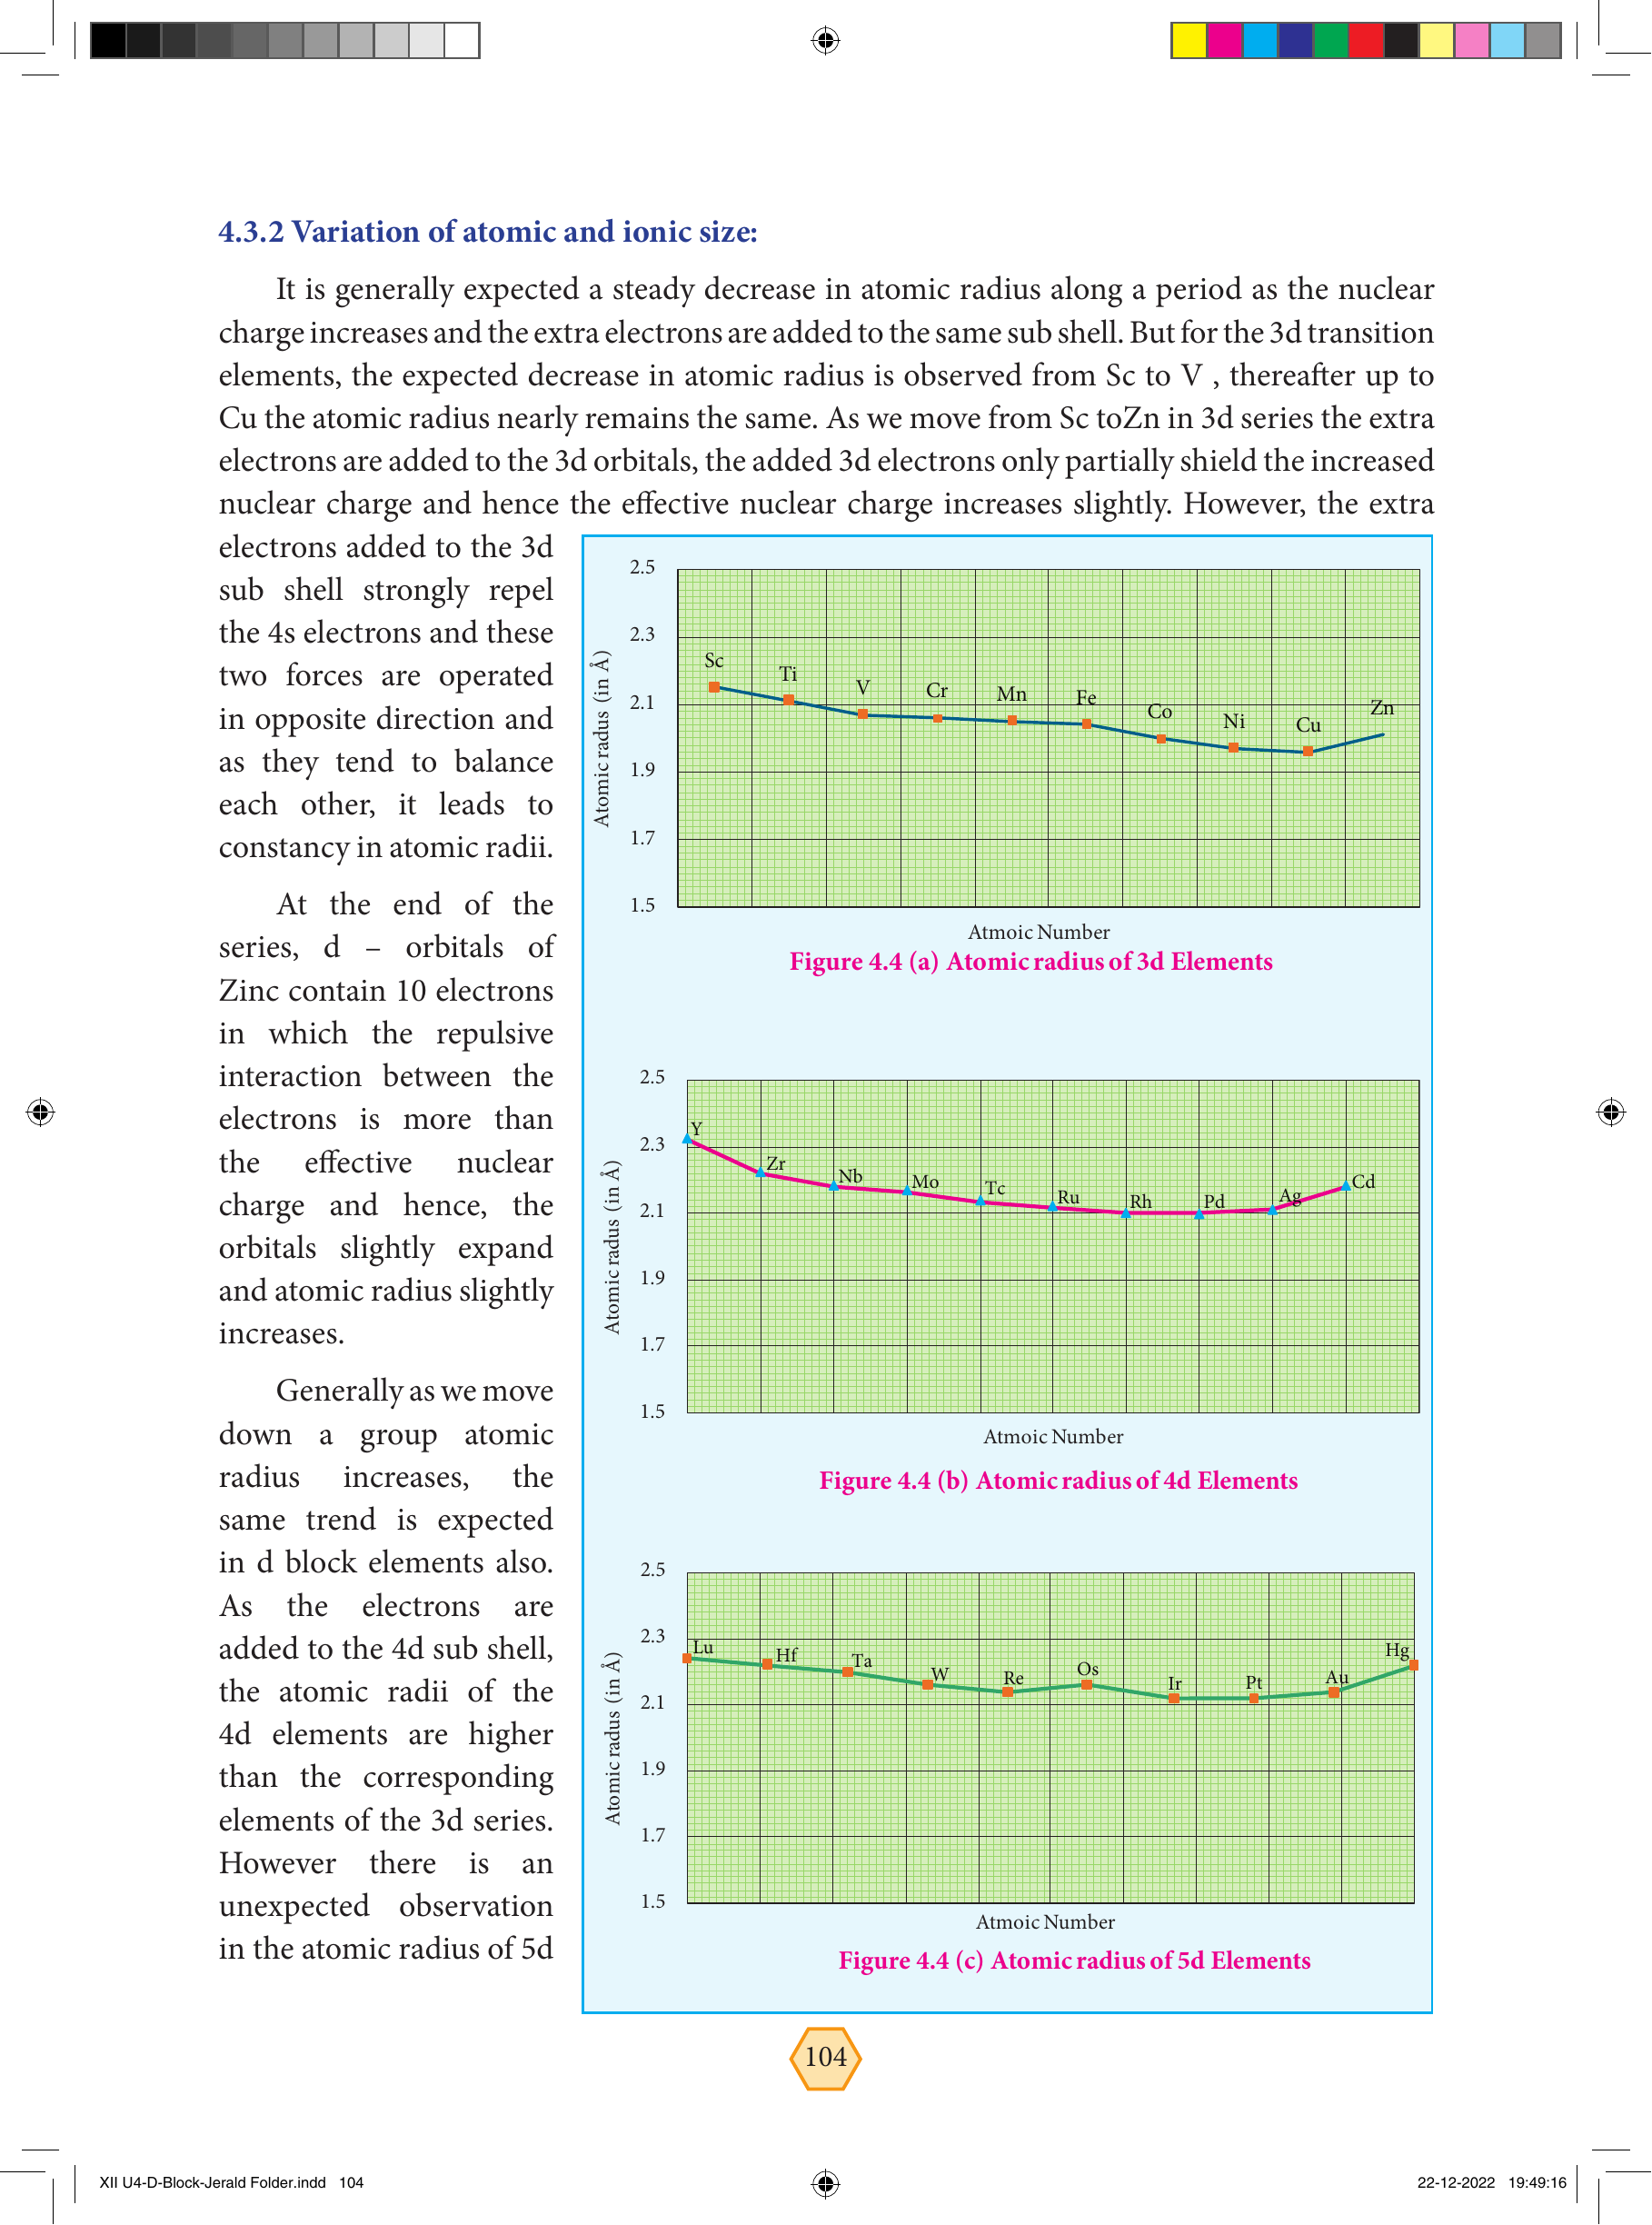 4.3.2 Variation of atomic and ionic size:
It is generally expected a steady decrease in atomic radius along a period as the nuclear
charge increases and the extra electrons are added to the same sub shell. But for the 3d transition
elements, the expected decrease in atomic radius is observed from Sc to V , thereafter up to
Cu the atomic radius nearly remains the same. As we move from Sc toZn in 3d series the extra
electrons are added to the 3d orbitals, the added 3d electrons only partially shield the increased
nuclear charge and hence the effective nuclear charge increases slightly. However, the extra
electrons added to the 3d
sub shell strongly repel
the 4s electrons and these
two forces are operated
in opposite direction and
as they tend to balance
each other, it leads to
constancy in atomic radii.
At the end of the
series, d – orbitals of
Zinc contain 10 electrons
in which the repulsive
interaction between the
electrons is more than
the effective nuclear
charge and hence, the
orbitals slightly expand
and atomic radius slightly
increases.
Generally as we move
down a group atomic
radius increases, the
same trend is expected
in d block elements also.
As the electrons are
added to the 4d sub shell,
the atomic radii of the
4d elements are higher
than the corresponding
elements of the 3d series.
However there is an
unexpected observation
in the atomic radius of 5d
2.5
2.3
2.1
1.9
1.7
1.5
Atomic radus (in Å)
Sc
Ti
V
Cr
Mn
Fe
Co
Ni
Cu
Zn
Atmoic Number
Figure 4.4 (a) Atomic radius of 3d Elements
2.5
2.3
2.1
1.9
1.7
1.5
Atomic radus (in Å)
Y
Zr
Nb
Mo
Tc
Ru
Rh
Pd
Ag
Cd
Atmoic Number
Figure 4.4 (b) Atomic radius of 4d Elements
2.5
2.3
2.1
1.9
1.7
1.5
Atomic radus (in Å)
Lu
Hf
Ta
W
Re
Os
Ir
Pt
Au
Hg
Atmoic Number
Figure 4.4 (c) Atomic radius of 5d Elements
104
XII U4-D-Block-Jerald Folder.indd 104
22-12-2022 19:49:16